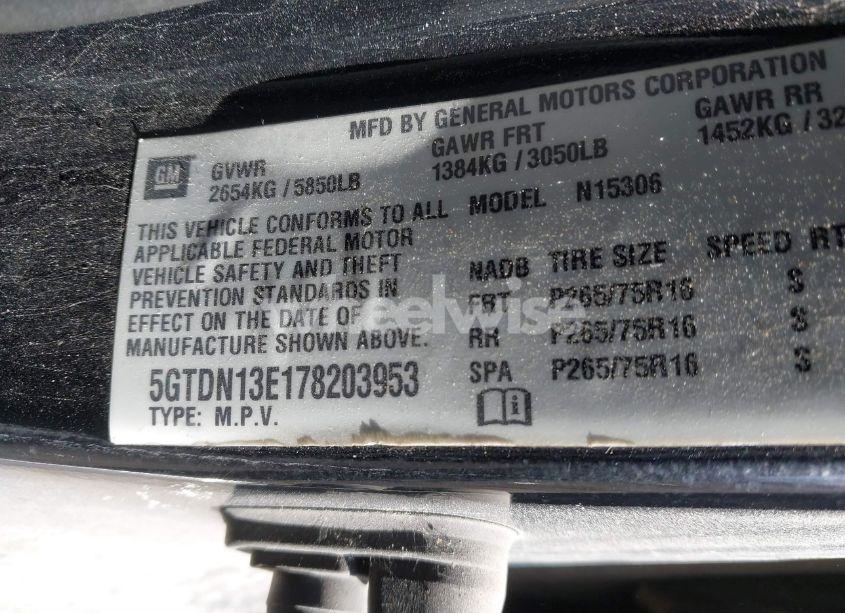 MFD BY GENERAL MOTORS CORPORATION
GM
GVWR
2654KG / 5850LB
GAWR FRT
1384KG / 3050LB
GAWR RR
1452KG / 32
THIS VEHICLE CONFORMS TO ALL
APPLICABLE FEDERAL MOTOR
VEHICLE SAFETY AND THEFT
PREVENTION STANDARDS IN
EFFECT ON THE DATE OF
MANUFACTURE SHOWN ABOVE.
5GTDN13E178203953
TYPE: M.P.V.
MODEL N15306
NADB TIRE SIZE SPEED RT
FRT P265/75R16 S
RR P265/75R16 S
SPA P265/75R16 S
i